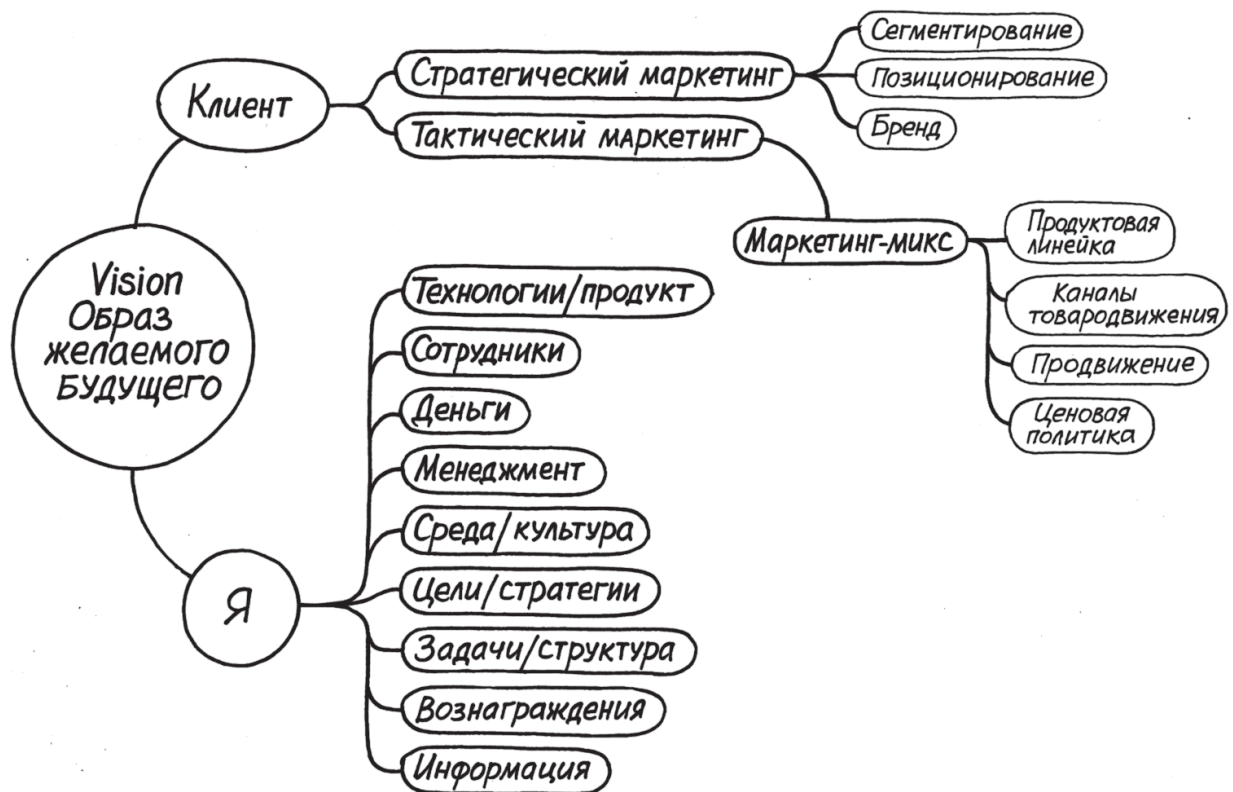 Сегментирование
Стратегический маркетинг
Позиционирование
Клиент
Бренд
Тактический маркетинг
Маркетинг-микс
Продуктовая
линейка
Каналы
товародвижения
Продвижение
Ценовая
политика
Vision
Образ
желаемого
будущего
Технологии/продукт
Сотрудники
Деньги
Менеджмент
Среда/культура
Цели/стратегии
Я
Задачи/структура
Вознаграждения
Информация